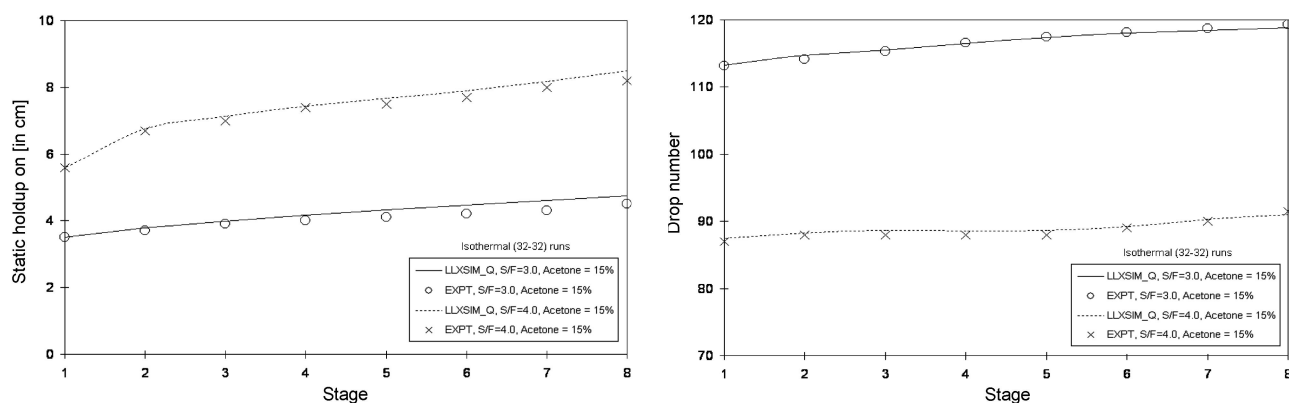 Static holdup on [in cm]
10
8
6
4
2
0
Isothermal (32-32) runs
LLXSIM_Q, S/F=3.0, Acetone = 15%
EXPT, S/F=3.0, Acetone = 15%
LLXSIM_Q, S/F=4.0, Acetone = 15%
EXPT, S/F=4.0, Acetone = 15%
1 2 3 4 5 6 7 8
Stage
Drop number
120
110
100
90
80
70
Isothermal (32-32) runs
LLXSIM_Q, S/F=3.0, Acetone = 15%
EXPT, S/F=3.0, Acetone = 15%
LLXSIM_Q, S/F=4.0, Acetone = 15%
EXPT, S/F=4.0, Acetone = 15%
1 2 3 4 5 6 7 8
Stage